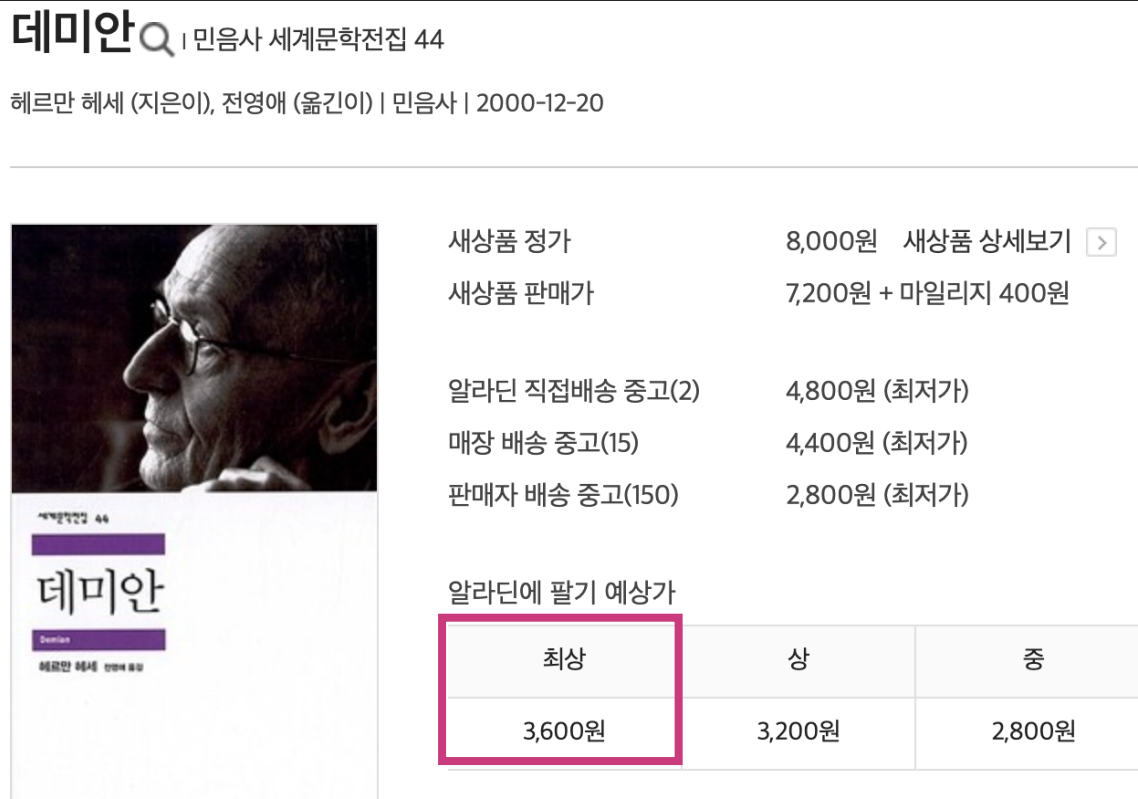 데미안 | 민음사 세계문학전집 44
헤르만 헤세 (지은이), 전영애 (옮긴이) | 민음사 | 2000-12-20
세계문학전집 44
데미안
Demian
헤르만 헤세 전영애 옮김
새상품 정가 8,000원 새상품 상세보기 >
새상품 판매가 7,200원 + 마일리지 400원
알라딘 직접배송 중고(2) 4,800원 (최저가)
매장 배송 중고(15) 4,400원 (최저가)
판매자 배송 중고(150) 2,800원 (최저가)
알라딘에 팔기 예상가
최상 상 중
3,600원 3,200원 2,800원